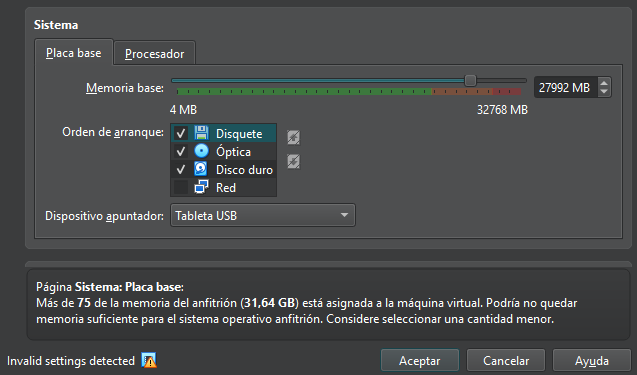 Sistema
Placa base
Procesador
Memoria base:
27992 MB
4 MB
32768 MB
Orden de arranque:
Disquete
Óptica
Disco duro
Red
Dispositivo apuntador:
Tableta USB
Página Sistema: Placa base:
Más de 75 de la memoria del anfitrión (31,64 GB) está asignada a la máquina virtual. Podría no quedar
memoria suficiente para el sistema operativo anfitrión. Considere seleccionar una cantidad menor.
Invalid settings detected
Aceptar
Cancelar
Ayuda